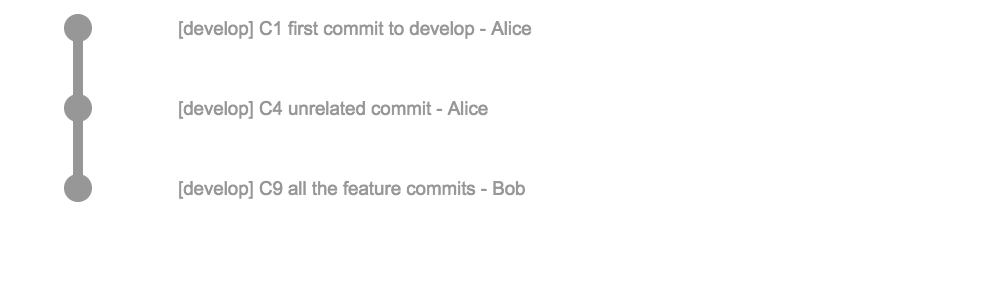 [develop] C1 first commit to develop - Alice
[develop] C4 unrelated commit - Alice
[develop] C9 all the feature commits - Bob